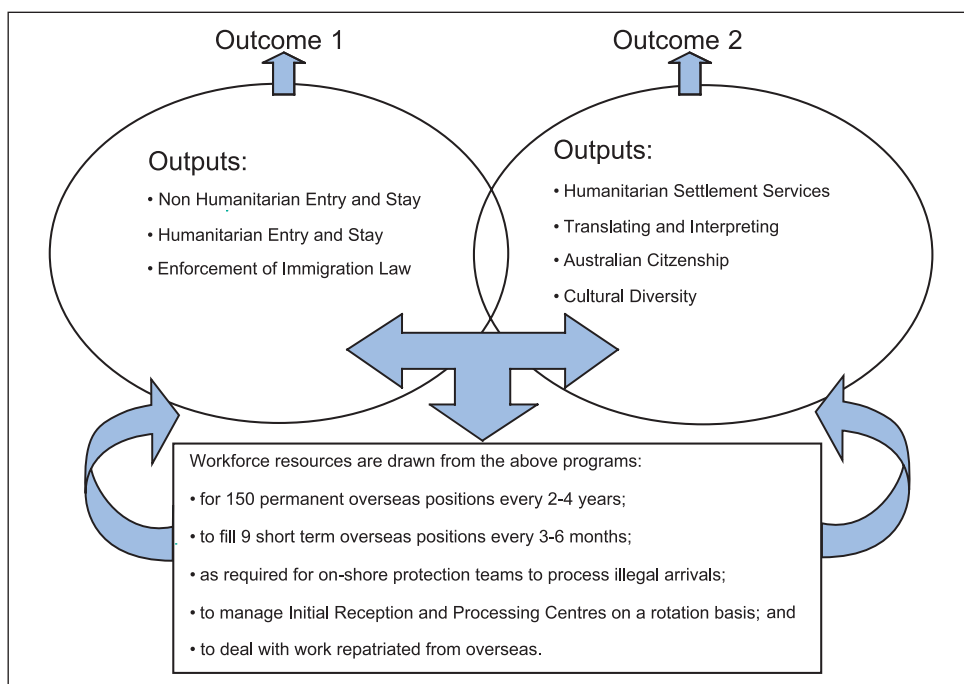 Outcome 1
Outcome 2
Outputs:
• Non Humanitarian Entry and Stay
• Humanitarian Entry and Stay
• Enforcement of Immigration Law
Outputs:
• Humanitarian Settlement Services
• Translating and Interpreting
• Australian Citzenship
• Cultural Diversity
Workforce resources are drawn from the above programs:
• for 150 permanent overseas positions every 2-4 years;
• to fill 9 short term overseas positions every 3-6 months;
• as required for on-shore protection teams to process illegal arrivals;
• to manage Initial Reception and Processing Centres on a rotation basis; and
• to deal with work repatriated from overseas.